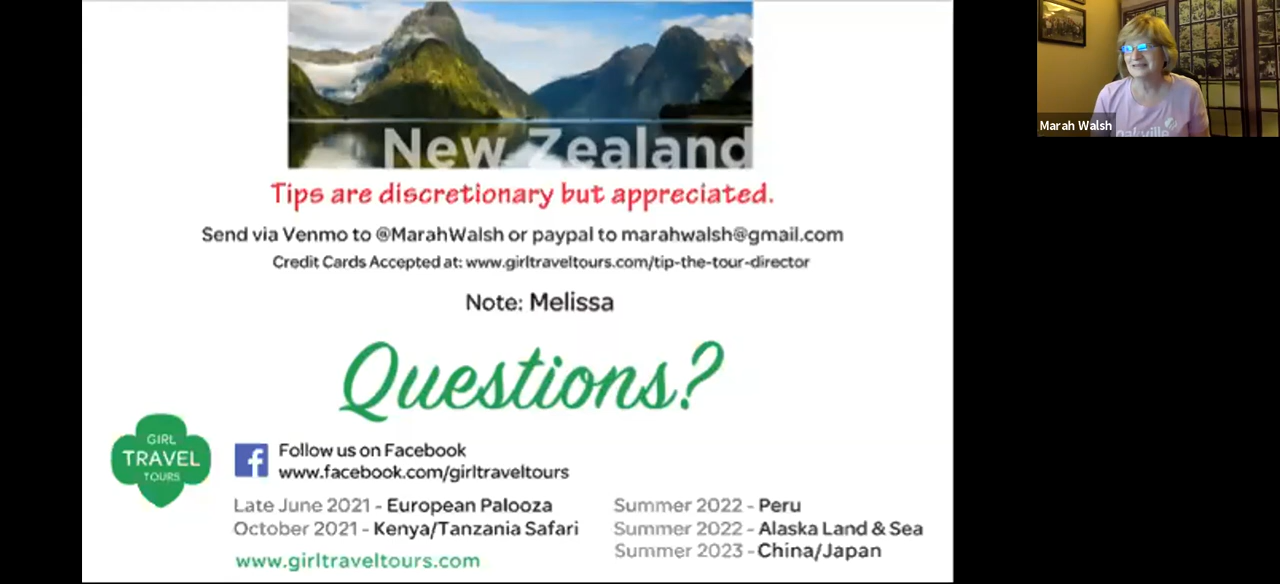 New Zealand
Tips are discretionary but appreciated.
Send via Venmo to @MarahWalsh or paypal to marahwalsh@gmail.com
Credit Cards Accepted at: www.girltraveltours.com/tip-the-tour-director
Note: Melissa
Questions?
GIRL
TRAVEL
TOURS
Follow us on Facebook
www.facebook.com/girltraveltours
Late June 2021 - European Palooza
October 2021 - Kenya/Tanzania Safari
www.girltraveltours.com
Summer 2022 - Peru
Summer 2022 - Alaska Land & Sea
Summer 2023 - China/Japan
Marah Walsh